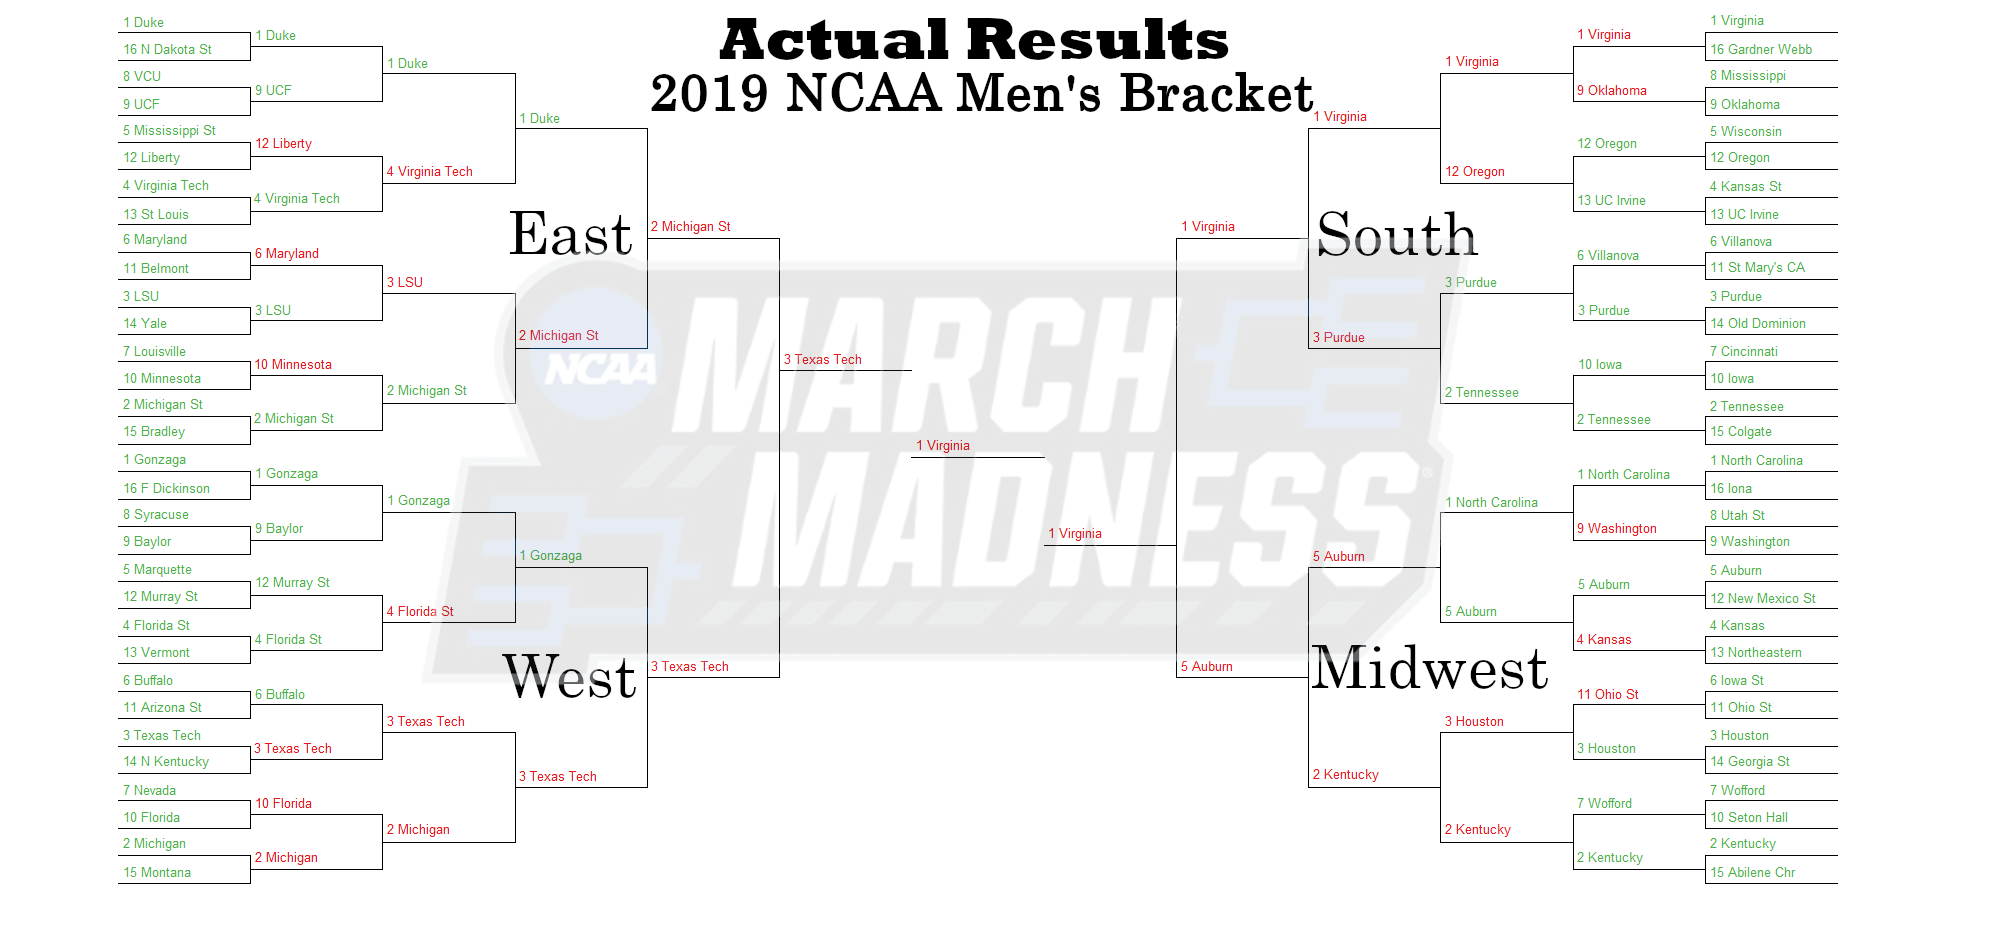 Actual Results
2019 NCAA Men's Bracket
1 Duke
16 N Dakota St
8 VCU
9 UCF
5 Mississippi St
12 Liberty
4 Virginia Tech
13 St Louis
6 Maryland
11 Belmont
3 LSU
14 Yale
7 Louisville
10 Minnesota
2 Michigan St
15 Bradley
1 Gonzaga
16 F Dickinson
8 Syracuse
9 Baylor
5 Marquette
12 Murray St
4 Florida St
13 Vermont
6 Buffalo
11 Arizona St
3 Texas Tech
14 N Kentucky
7 Nevada
10 Florida
2 Michigan
15 Montana
1 Duke
9 UCF
12 Liberty
4 Virginia Tech
6 Maryland
3 LSU
10 Minnesota
2 Michigan St
1 Gonzaga
9 Baylor
12 Murray St
4 Florida St
6 Buffalo
3 Texas Tech
10 Florida
2 Michigan
1 Duke
4 Virginia Tech
3 LSU
2 Michigan St
1 Gonzaga
4 Florida St
3 Texas Tech
2 Michigan
1 Duke
East
2 Michigan St
1 Gonzaga
West
3 Texas Tech
2 Michigan St
3 Texas Tech
3 Texas Tech
1 Virginia
1 Virginia
NCAA
MARCH
MADNESS®
1 Virginia
5 Auburn
1 Virginia
South
3 Purdue
5 Auburn
Midwest
2 Kentucky
1 Virginia
12 Oregon
3 Purdue
2 Tennessee
1 North Carolina
5 Auburn
3 Houston
2 Kentucky
1 Virginia
9 Oklahoma
12 Oregon
13 UC Irvine
6 Villanova
3 Purdue
10 Iowa
2 Tennessee
1 North Carolina
9 Washington
5 Auburn
4 Kansas
11 Ohio St
3 Houston
7 Wofford
2 Kentucky
1 Virginia
16 Gardner Webb
8 Mississippi
9 Oklahoma
5 Wisconsin
12 Oregon
4 Kansas St
13 UC Irvine
6 Villanova
11 St Mary's CA
3 Purdue
14 Old Dominion
7 Cincinnati
10 Iowa
2 Tennessee
15 Colgate
1 North Carolina
16 Iona
8 Utah St
9 Washington
5 Auburn
12 New Mexico St
4 Kansas
13 Northeastern
6 Iowa St
11 Ohio St
3 Houston
14 Georgia St
7 Wofford
10 Seton Hall
2 Kentucky
15 Abilene Chr